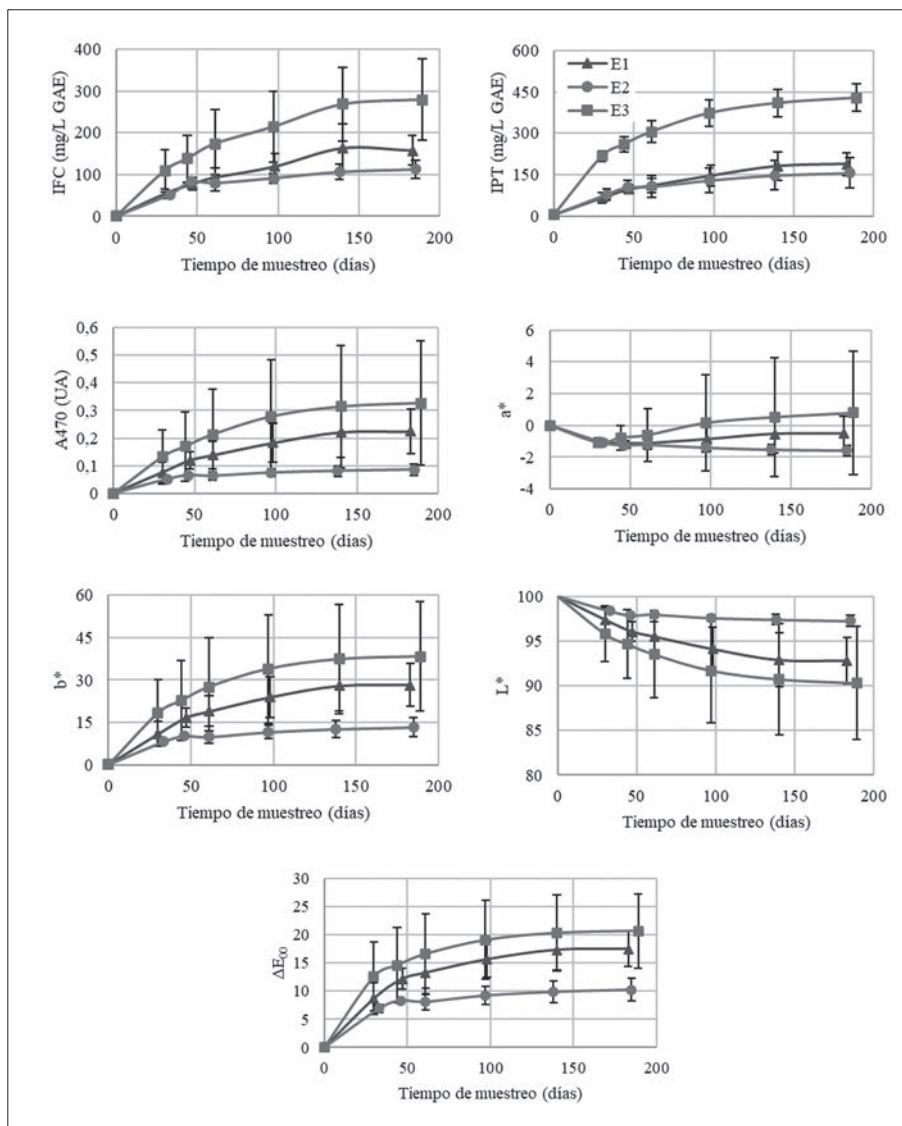 IFC (mg/L GAE)
400
300
200
100
0
0 50 100 150 200
Tiempo de muestreo (días)
IPT (mg/L GAE)
600
450
300
150
0
E1
E2
E3
0 50 100 150 200
Tiempo de muestreo (días)
A470 (UA)
0,6
0,5
0,4
0,3
0,2
0,1
0
0 50 100 150 200
Tiempo de muestreo (días)
a*
6
4
2
0
-2
-4
0 50 100 150 200
Tiempo de muestreo (días)
b*
60
45
30
15
0
0 50 100 150 200
Tiempo de muestreo (días)
L*
100
95
90
85
80
0 50 100 150 200
Tiempo de muestreo (días)
ΔE00
30
25
20
15
10
5
0
0 50 100 150 200
Tiempo de muestreo (días)